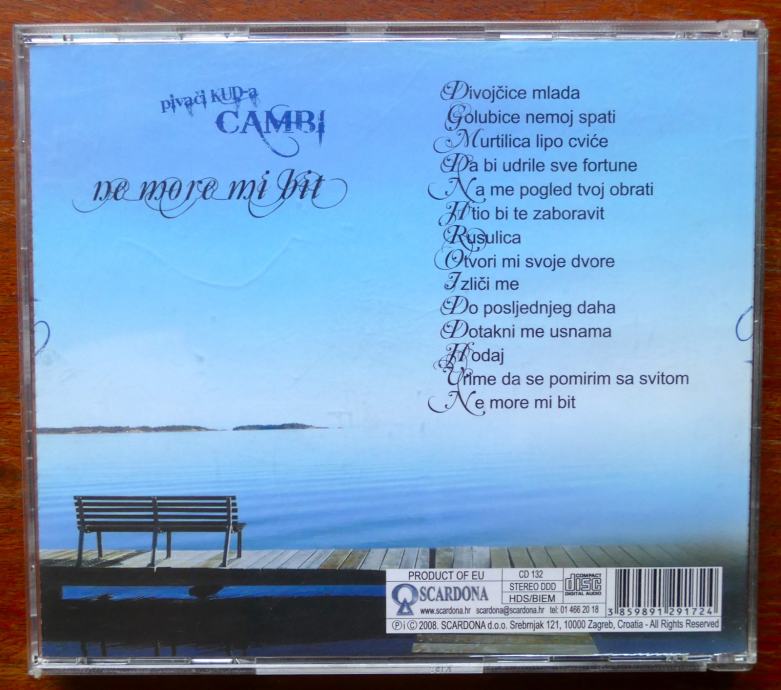 pivači KUD-a
CAMBI
ne more mi bit
Divojčice mlada
Golubice nemoj spati
Murtilica lipo cviće
Da bi udrile sve fortune
Na me pogled tvoj obrati
Htio bi te zaboravit
Rusulica
Otvori mi svoje dvore
Izliči me
Do posljednjeg daha
Dotakni me usnama
Hodaj
Vrime da se pomirim sa svitom
Ne more mi bit
PRODUCT OF EU
SCARDONA
www.scardona.hr scardona@scardona.hr tel: 01 466 20 18
CD 132
STEREO DDD
HDS/BIEM
COMPACT
disc
DIGITAL AUDIO
3 859891 291724
Ⓟ i Ⓒ 2008. SCARDONA d.o.o. Srebrnjak 121, 10000 Zagreb, Croatia - All Rights Reserved